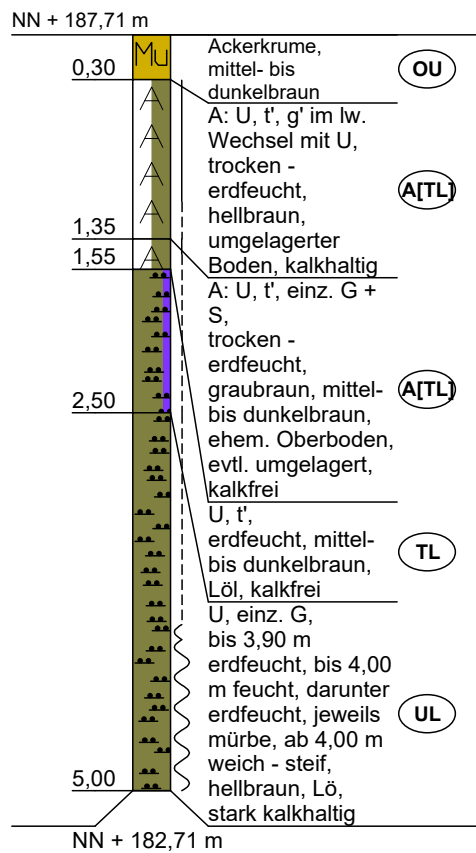 NN + 187,71 m
Mu
0,30
Ackerkrume,
mittel- bis
dunkelbraun
OU
A
A
A
A
1,35
A: U, t', g' im lw.
Wechsel mit U,
trocken -
erdfeucht,
hellbraun,
umgelagerter
Boden, kalkhaltig
A[TL]
A
1,55
A: U, t', einz. G +
S,
trocken -
erdfeucht,
graubraun, mittel-
bis dunkelbraun,
ehem. Oberboden,
evtl. umgelagert,
kalkfrei
A[TL]
2,50
U, t',
erdfeucht, mittel-
bis dunkelbraun,
Löl, kalkfrei
TL
5,00
U, einz. G,
bis 3,90 m
erdfeucht, bis 4,00
m feucht, darunter
erdfeucht, jeweils
mürbe, ab 4,00 m
weich - steif,
hellbraun, Lö,
stark kalkhaltig
UL
NN + 182,71 m